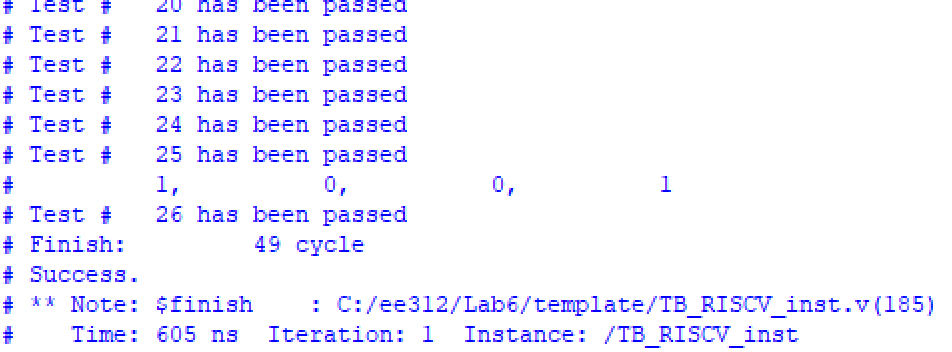 # Test #   20 has been passed
# Test #   21 has been passed
# Test #   22 has been passed
# Test #   23 has been passed
# Test #   24 has been passed
# Test #   25 has been passed
#          1,          0,          0,          1
# Test #   26 has been passed
# Finish:         49 cycle
# Success.
# ** Note: $finish    : C:/ee312/Lab6/template/TB_RISCV_inst.v(185)
#    Time: 605 ns  Iteration: 1  Instance: /TB_RISCV_inst